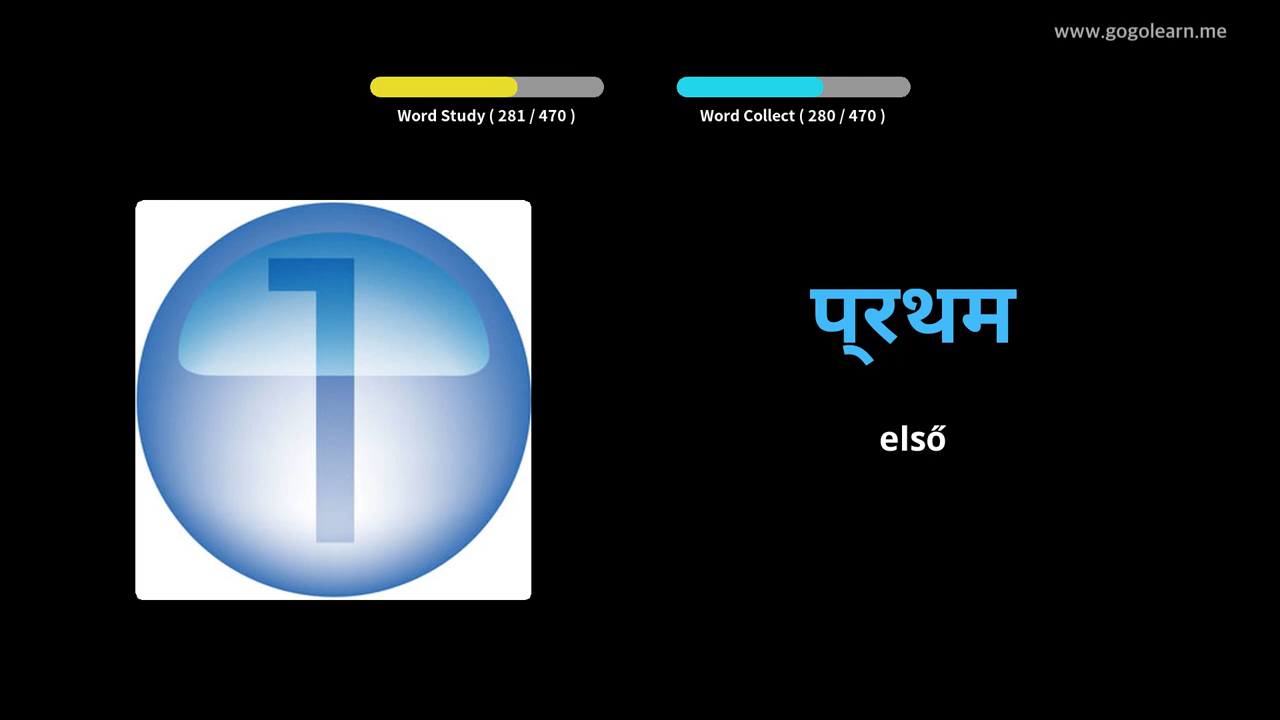 www.gogolearn.me
Word Study ( 281 / 470 )
Word Collect ( 280 / 470 )
1
प्रथम
első